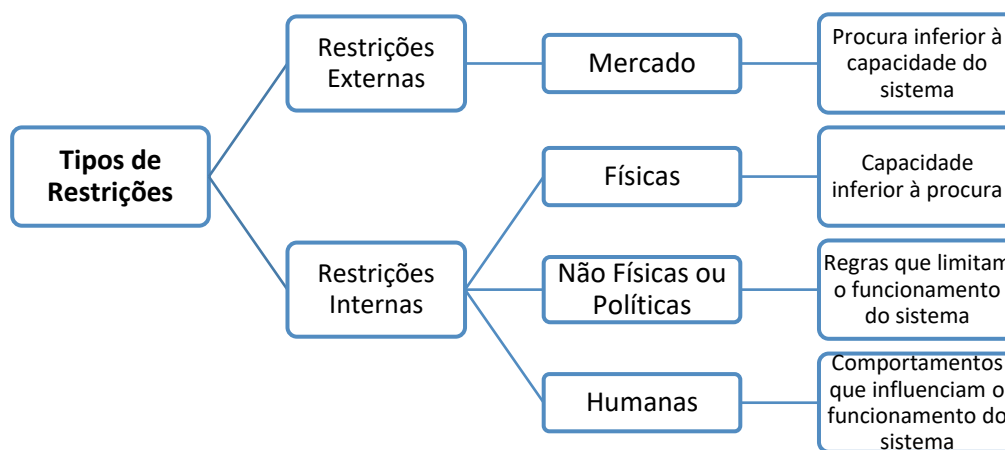 Tipos de
Restrições
Restrições
Externas
Mercado
Procura inferior à
capacidade do
sistema
Restrições
Internas
Físicas
Capacidade
inferior à procura
Não Físicas ou
Políticas
Regras que limitam
o funcionamento
do sistema
Humanas
Comportamentos
que influenciam o
funcionamento do
sistema